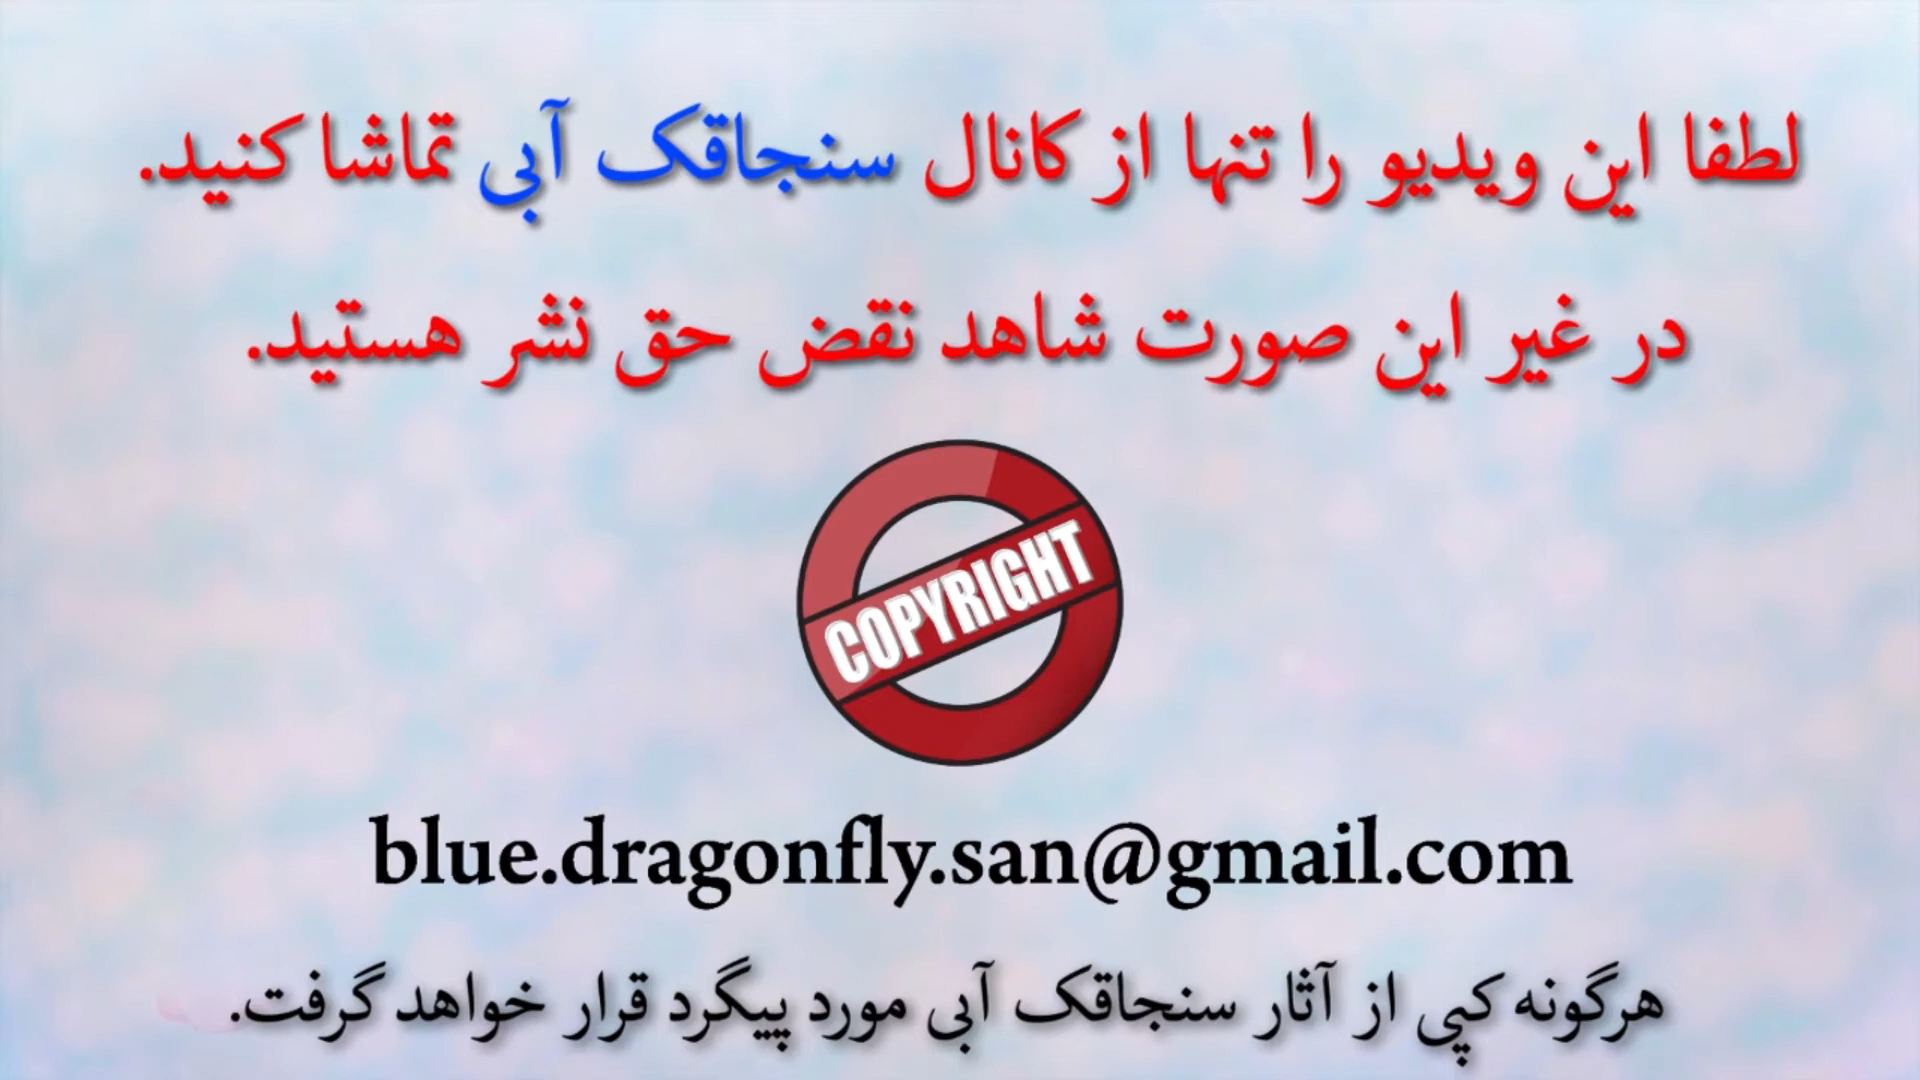 لطفا این ویدیو را تنها از کانال سنجاقک آبی تماشا کنید.
در غیر این صورت شاهد نقض حق نشر هستید.
COPYRIGHT
blue.dragonfly.san@gmail.com
هرگونه کپی از آثار سنجاقک آبی مورد پیگرد قرار خواهد گرفت.